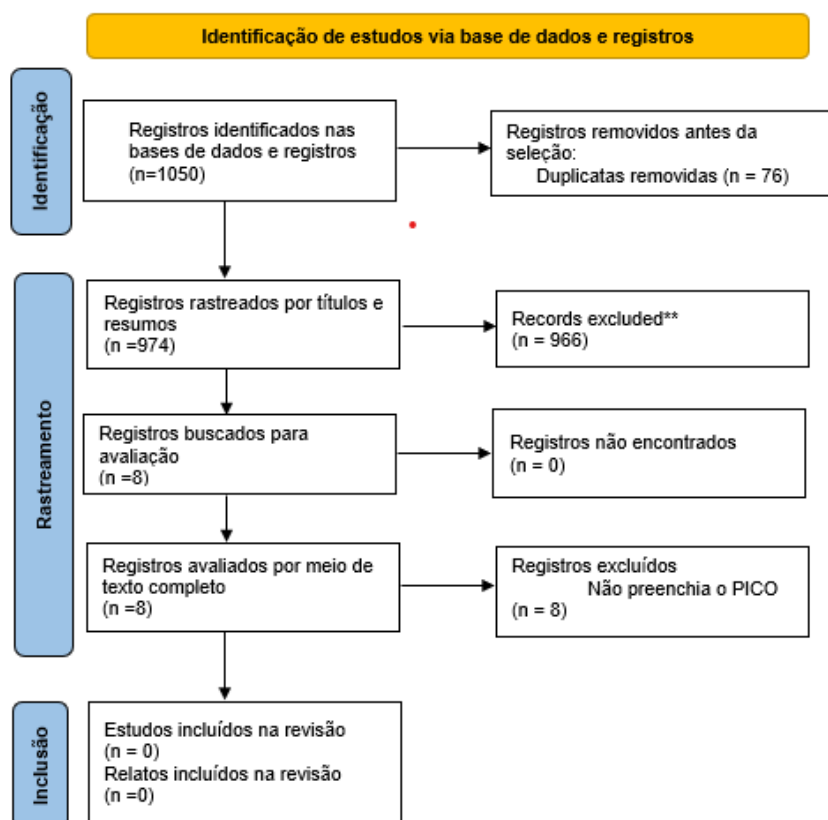 Identificação de estudos via base de dados e registros
Identificação
Registros identificados nas
bases de dados e registros
(n=1050)
Registros removidos antes da
seleção:
Duplicatas removidas (n = 76)
Rastreamento
Registros rastreados por títulos e
resumos
(n =974)
Records excluded**
(n = 966)
Registros buscados para
avaliação
(n =8)
Registros não encontrados
(n = 0)
Registros avaliados por meio de
texto completo
(n =8)
Registros excluídos
Não preenchia o PICO
(n = 8)
Inclusão
Estudos incluídos na revisão
(n = 0)
Relatos incluídos na revisão
(n =0)